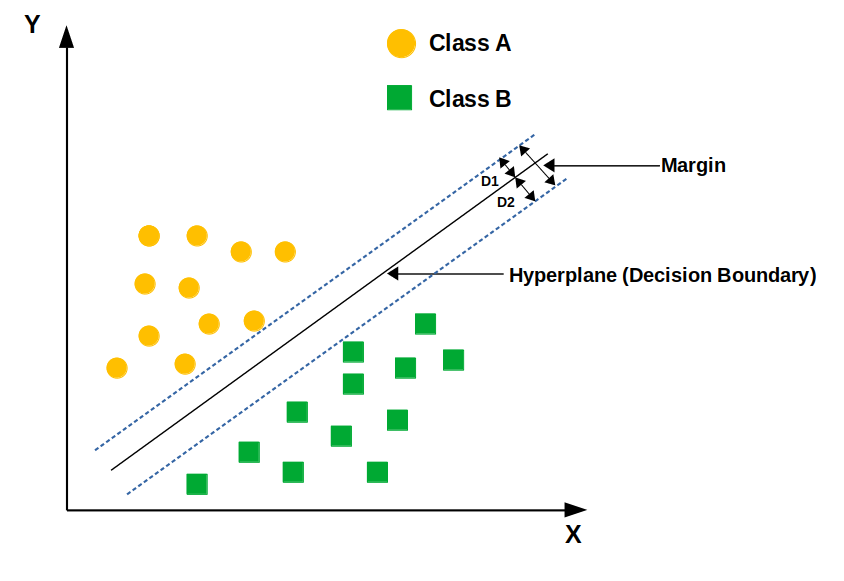 Y
Class A
Class B
Margin
D1
D2
Hyperplane (Decision Boundary)
X